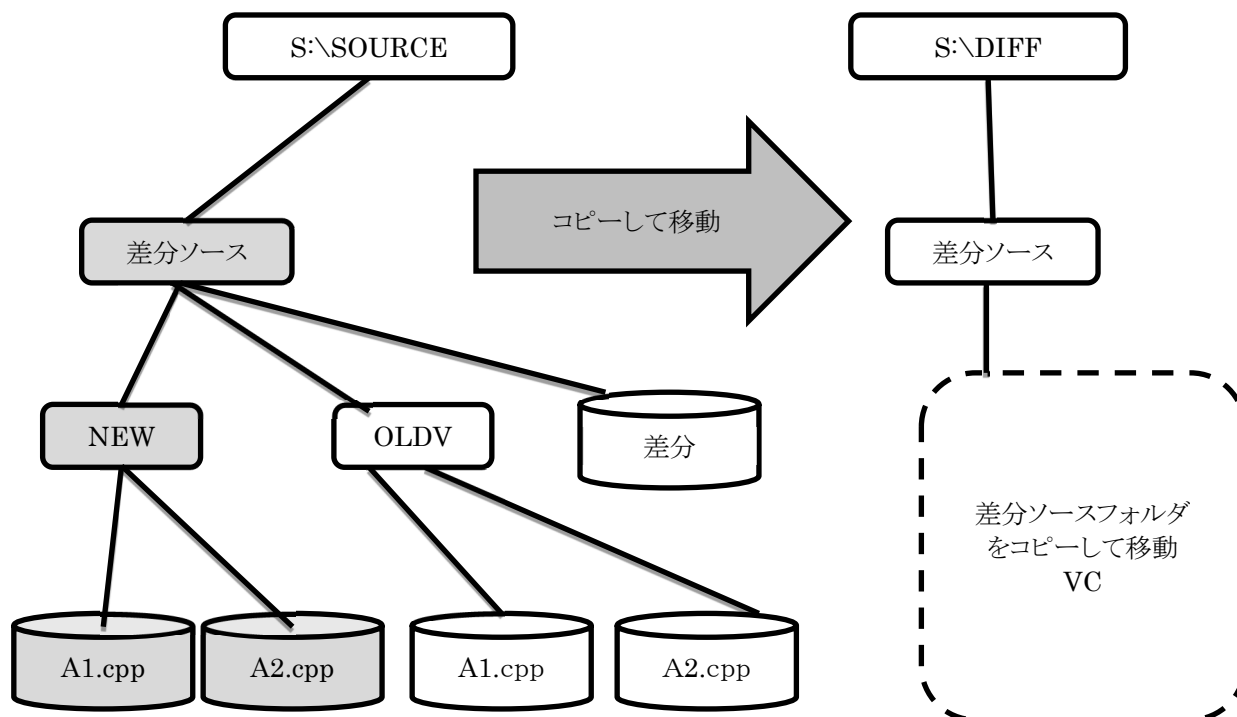 S:\SOURCE
S:\DIFF
コピーして移動
差分ソース
差分ソース
NEW
OLDV
差分
差分ソースフォルダ
をコピーして移動
VC
A1.cpp
A2.cpp
A1.cpp
A2.cpp